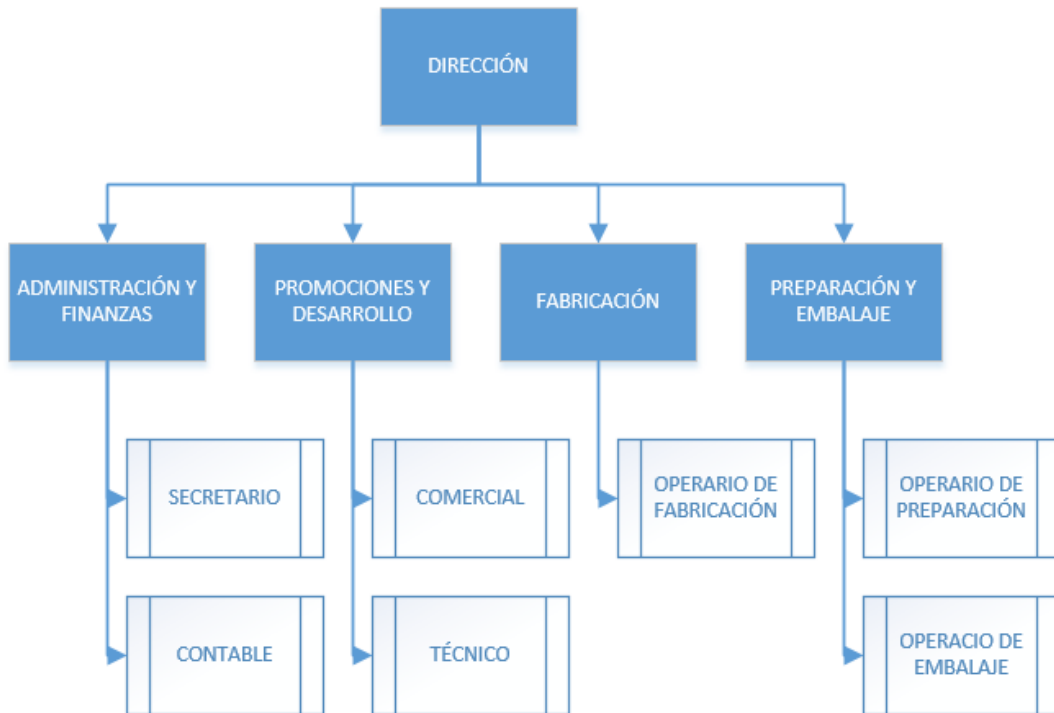 DIRECCIÓN
ADMINISTRACIÓN Y
FINANZAS
PROMOCIONES Y
DESARROLLO
FABRICACIÓN
PREPARACIÓN Y
EMBALAJE
SECRETARIO
COMERCIAL
OPERARIO DE
FABRICACIÓN
OPERARIO DE
PREPARACIÓN
CONTABLE
TÉCNICO
OPERACIO DE
EMBALAJE